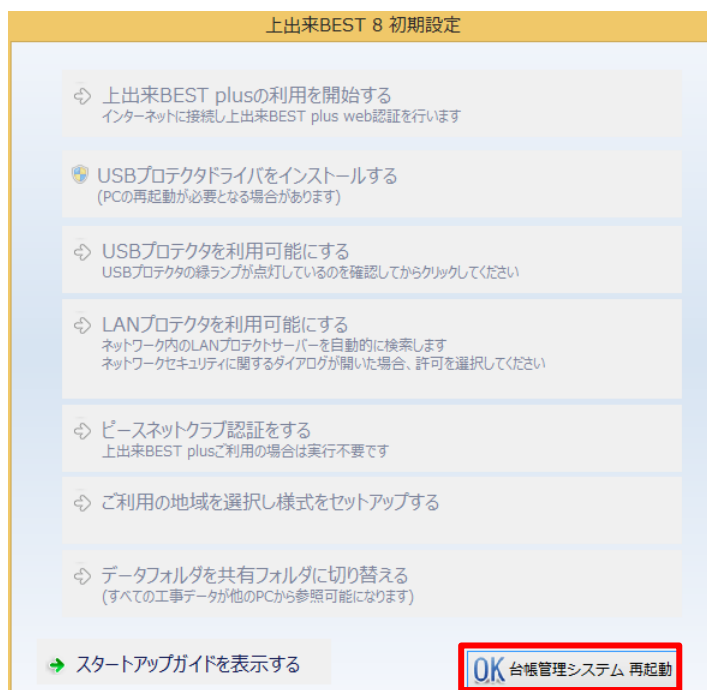 上出来BEST 8 初期設定
上出来BEST plusの利用を開始する
インターネットに接続し上出来BEST plus web認証を行います
USBプロテクタドライバをインストールする
(PCの再起動が必要となる場合があります)
USBプロテクタを利用可能にする
USBプロテクタの緑ランプが点灯しているのを確認してからクリックしてください
LANプロテクタを利用可能にする
ネットワーク内のLANプロテクトサーバーを自動的に検索します
ネットワークセキュリティに関するダイアログが開いた場合、許可を選択してください
ピースネットクラブ認証をする
上出来BEST plusご利用の場合は実行不要です
ご利用の地域を選択し様式をセットアップする
データフォルダを共有フォルダに切り替える
(すべての工事データが他のPCから参照可能になります)
スタートアップガイドを表示する
OK 台帳管理システム 再起動